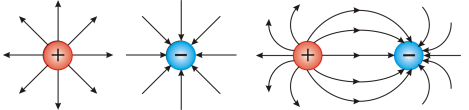 + − + −